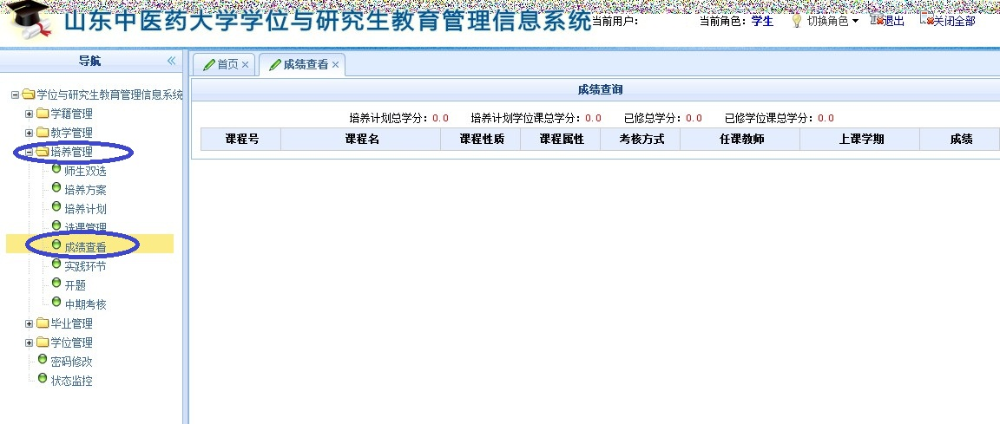 山东中医药大学学位与研究生教育管理信息系统 当前用户: 当前角色: 学生 切换角色 退出 关闭全部
导航
首页 成绩查看
学位与研究生教育管理信息系统
学籍管理
教学管理
培养管理
师生双选
培养方案
培养计划
选课管理
成绩查看
实践环节
开题
中期考核
毕业管理
学位管理
密码修改
状态监控
成绩查询
培养计划总学分: 0.0 培养计划学位课总学分: 0.0 已修总学分: 0.0 已修学位课总学分: 0.0
课程号 课程名 课程性质 课程属性 考核方式 任课教师 上课学期 成绩